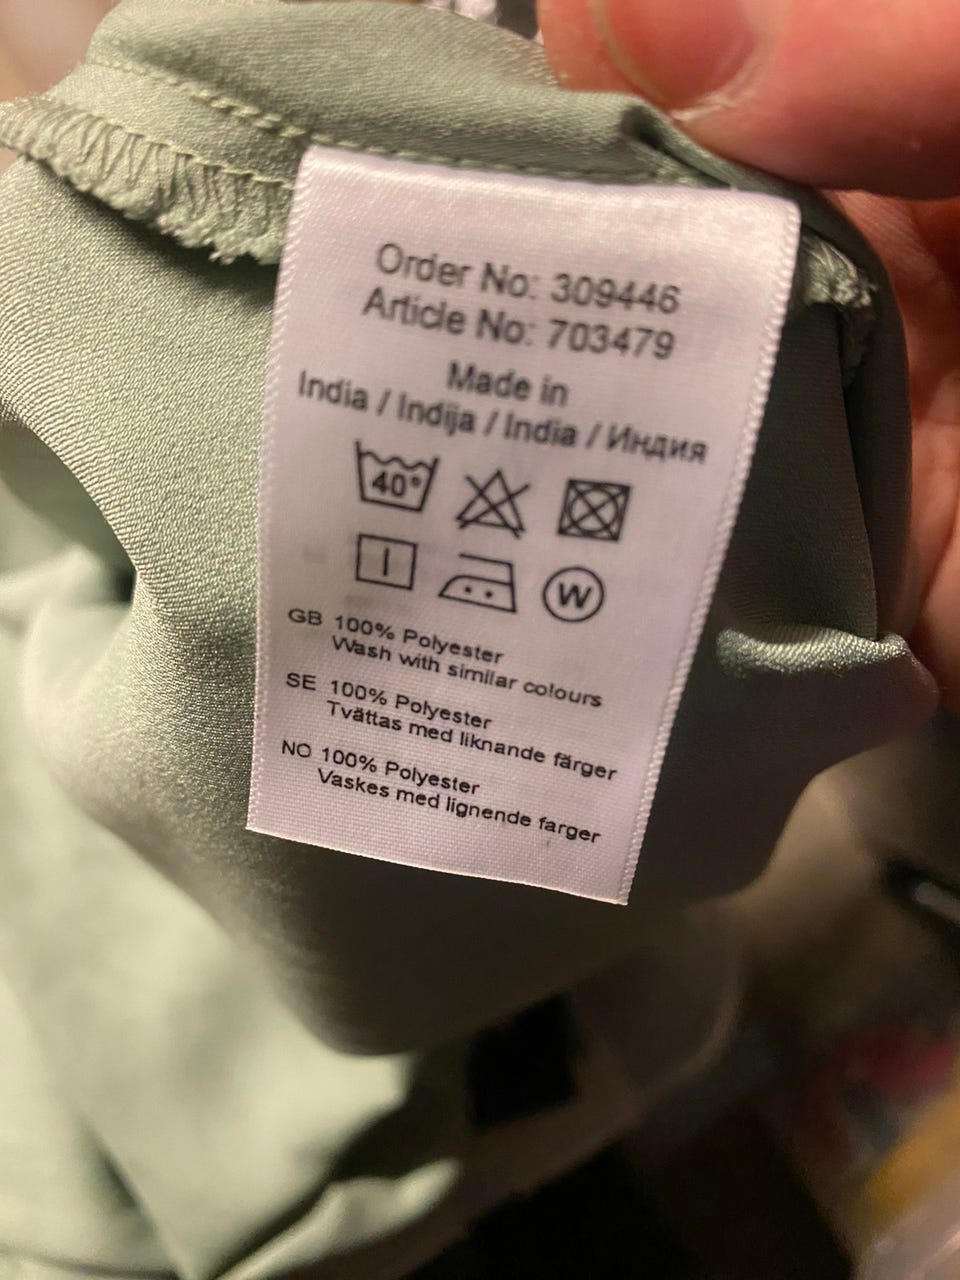 Order No: 309446
Article No: 703479
Made in
India / Indija / India / Индия
40°
W
GB 100% Polyester
Wash with similar colours
SE 100% Polyester
Tvättas med liknande färger
NO 100% Polyester
Vaskes med lignende farger